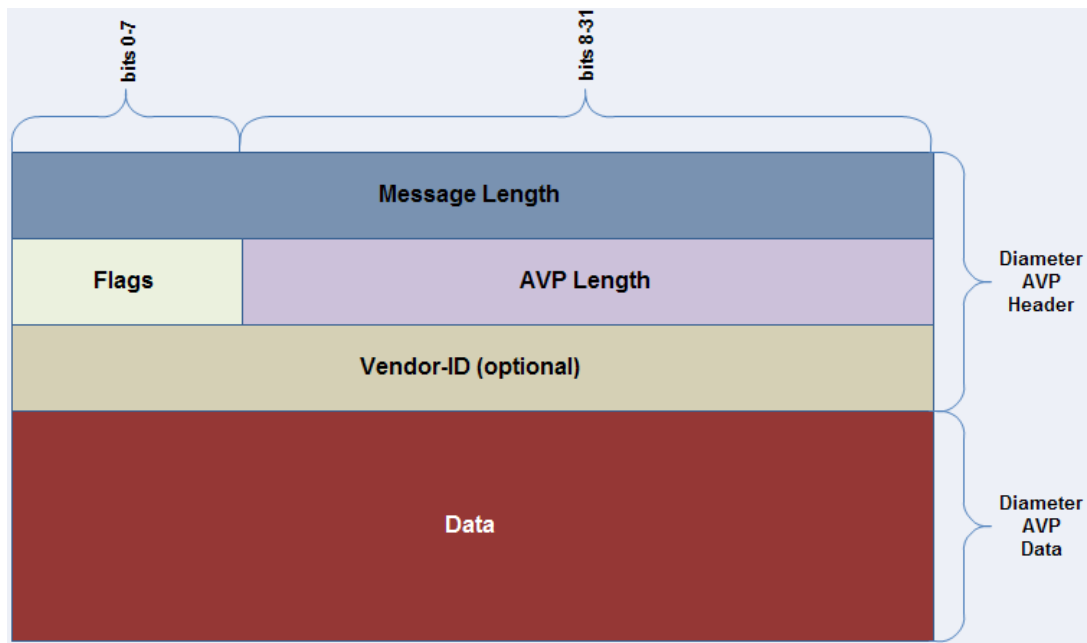 bits 0-7
bits 8-31
Message Length
Flags
AVP Length
Diameter
AVP
Header
Vendor-ID (optional)
Data
Diameter
AVP
Data